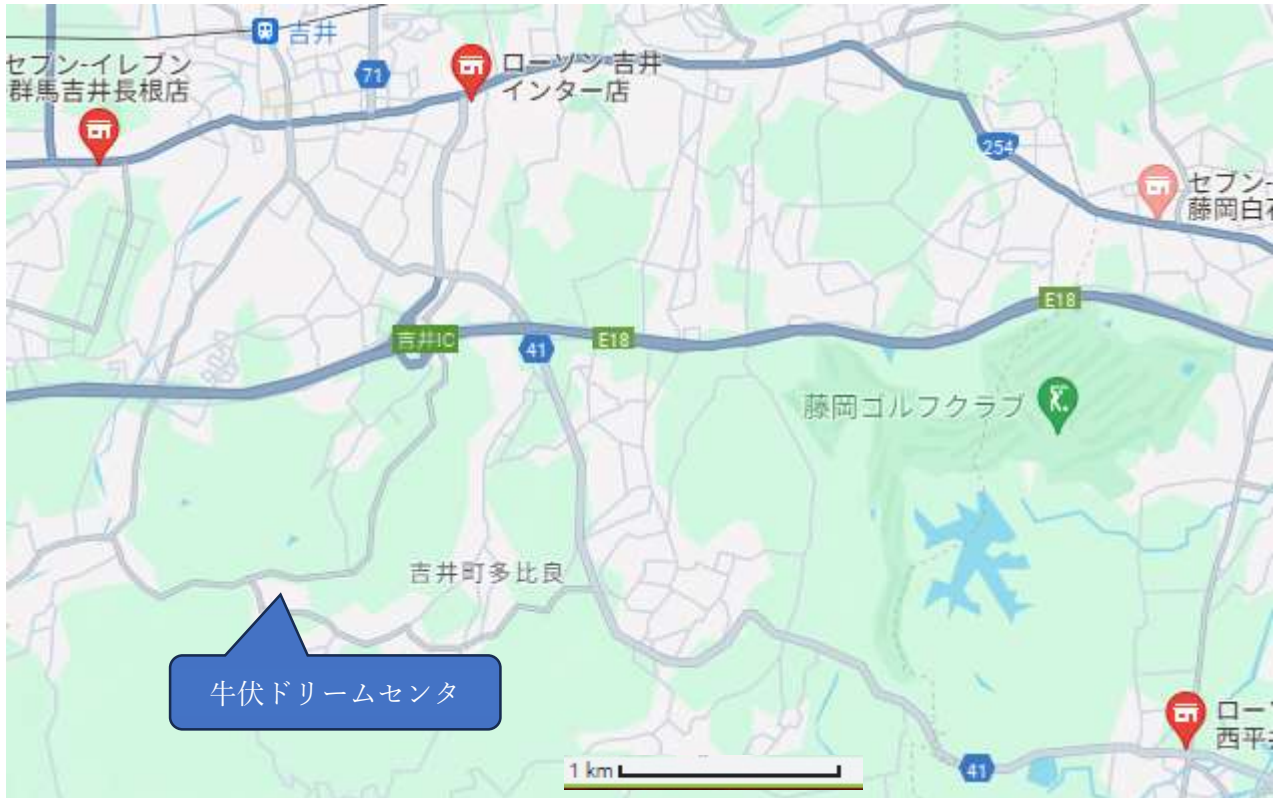 吉井
セブン-イレブン
群馬吉井長根店
71
ローソン 吉井
インター店
254
セブン-
藤岡白石
E18
吉井IC
41
E18
藤岡ゴルフクラブ
吉井町多比良
牛伏ドリームセンタ
ロー
西平
1 km
41